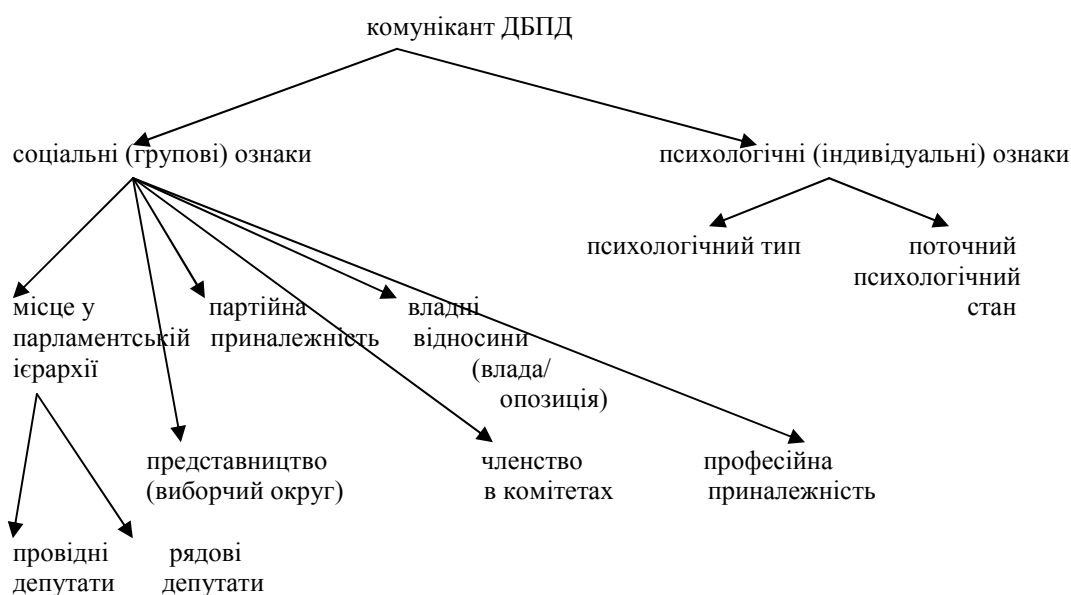 комунікант ДБПД
соціальні (групові) ознаки
психологічні (індивідуальні) ознаки
психологічний тип
поточний
психологічний
стан
місце у
парламентській
ієрархії
партійна
приналежність
владні
відносини
(влада/
опозиція)
представництво
(виборчий округ)
членство
в комітетах
професійна
приналежність
провідні
депутати
рядові
депутати